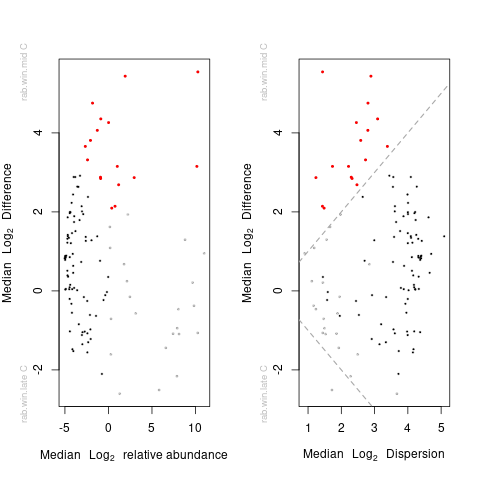 rab.win.mid C
rab.win.late C
Median Log2 Difference
4
2
0
-2
-5 0 5 10
Median Log2 relative abundance
rab.win.mid C
rab.win.late C
Median Log2 Difference
4
2
0
-2
1 2 3 4 5
Median Log2 Dispersion